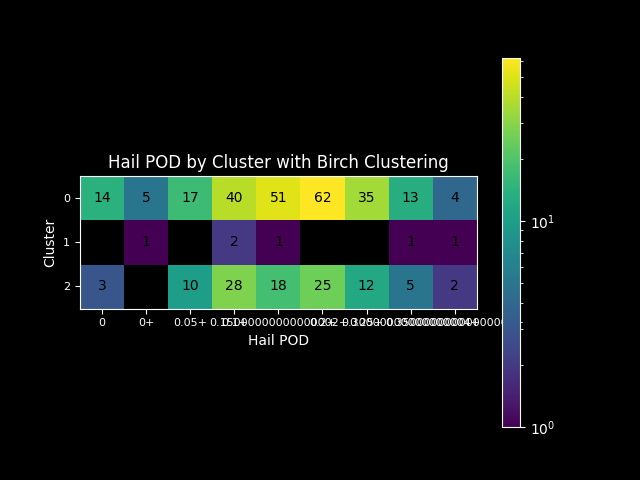 Hail POD by Cluster with Birch Clustering
0 14 5 17 40 51 62 35 13 4
Cluster
1 1 2 1 1 1
2 3 10 28 18 25 12 5 2
0 0+ 0.05+
Hail POD
10¹
10⁰